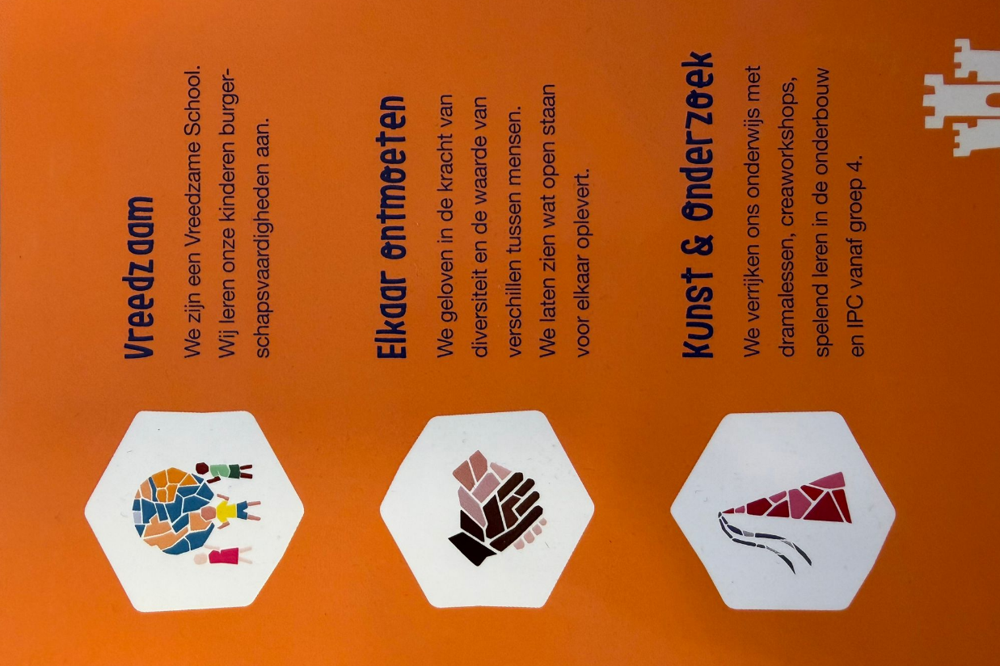 Vreedzaam
We zijn een Vreedzame School.
Wij leren onze kinderen burger-
schapsvaardigheden aan.
Elkaar ontmoeten
We geloven in de kracht van
diversiteit en de waarde van
verschillen tussen mensen.
We laten zien wat open staan
voor elkaar oplevert.
Kunst & Onderzoek
We verrijken ons onderwijs met
dramalessen, creaworkshops,
spelend leren in de onderbouw
en IPC vanaf groep 4.